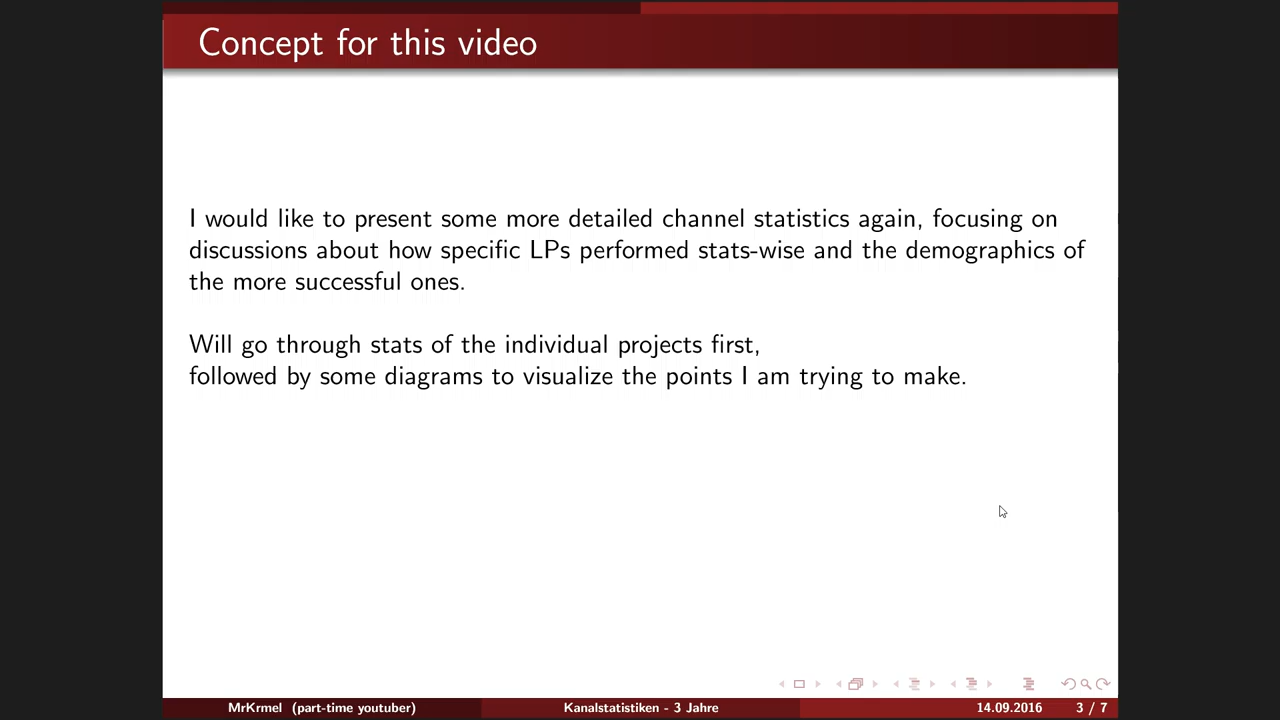 Concept for this video
I would like to present some more detailed channel statistics again, focusing on
discussions about how specific LPs performed stats-wise and the demographics of
the more successful ones.
Will go through stats of the individual projects first,
followed by some diagrams to visualize the points I am trying to make.
MrKrmel (part-time youtuber)
Kanalstatistiken - 3 Jahre
14.09.2016
3 / 7